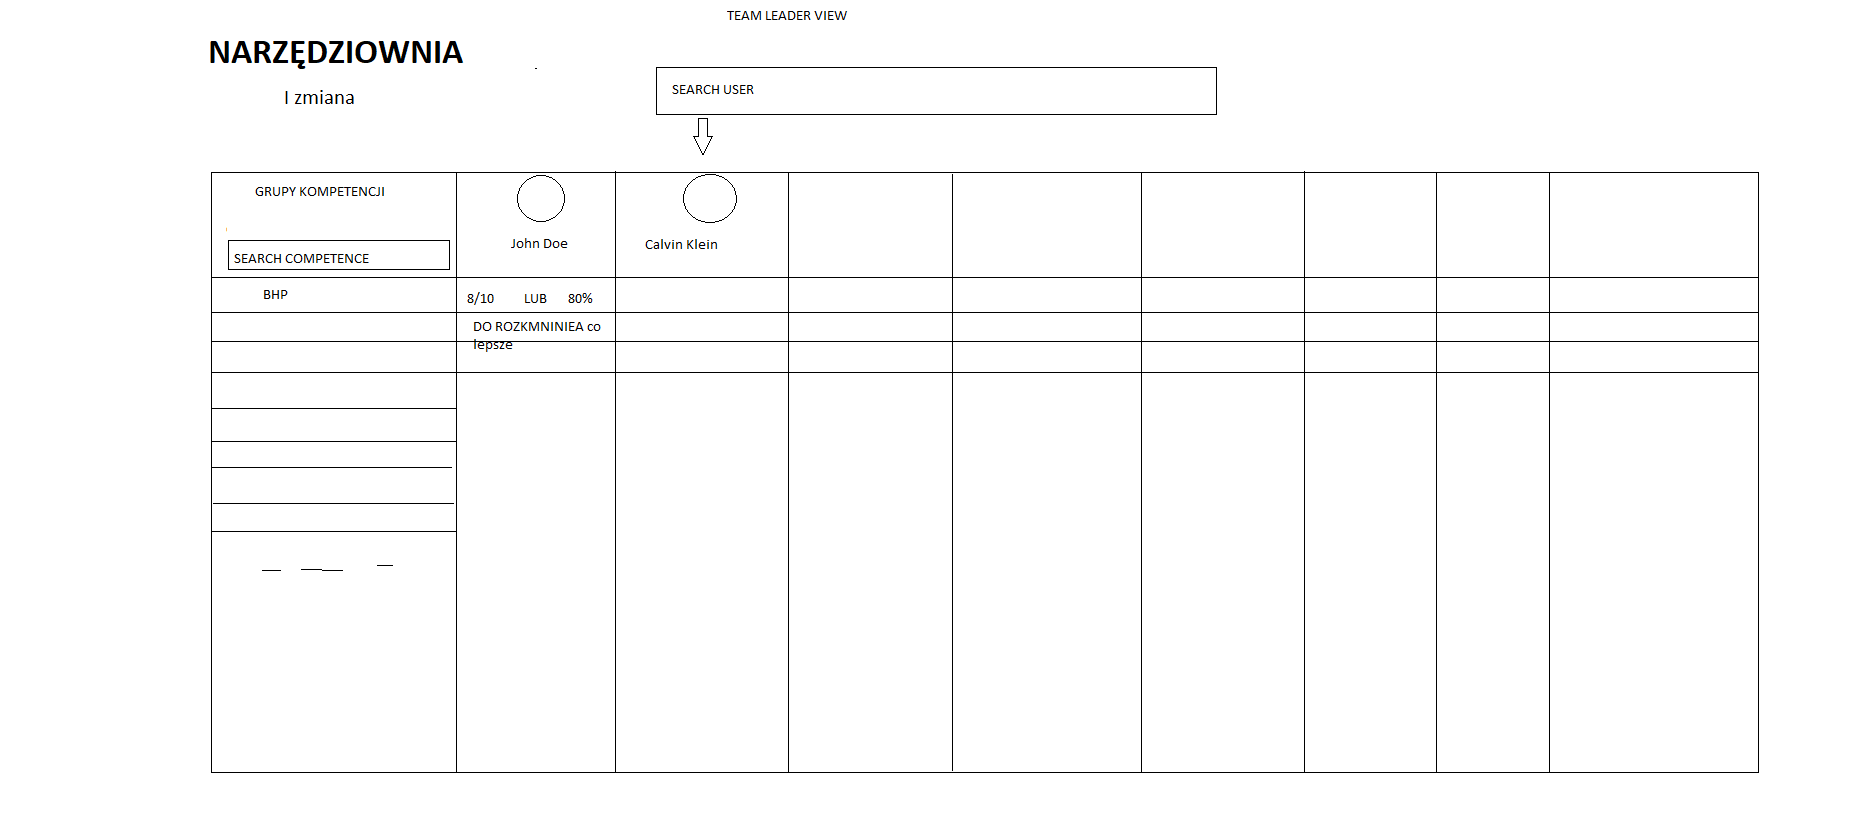 TEAM LEADER VIEW
NARZĘDZIOWNIA
I zmiana
SEARCH USER
GRUPY KOMPETENCJI
SEARCH COMPETENCE
John Doe
Calvin Klein
BHP
8/10 LUB 80%
DO ROZKMNINIEA co
lepsze